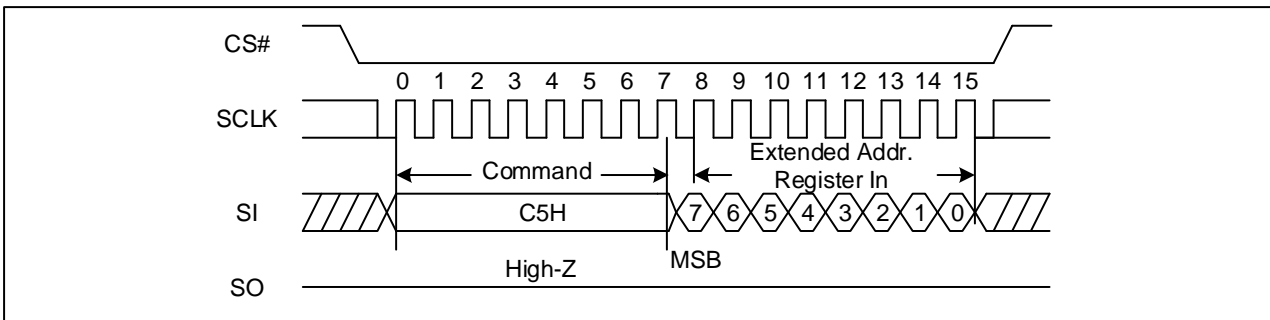 CS#
0 1 2 3 4 5 6 7 8 9 10 11 12 13 14 15
SCLK
Command
Extended Addr.
Register In
SI
C5H
7 6 5 4 3 2 1 0
High-Z
MSB
SO